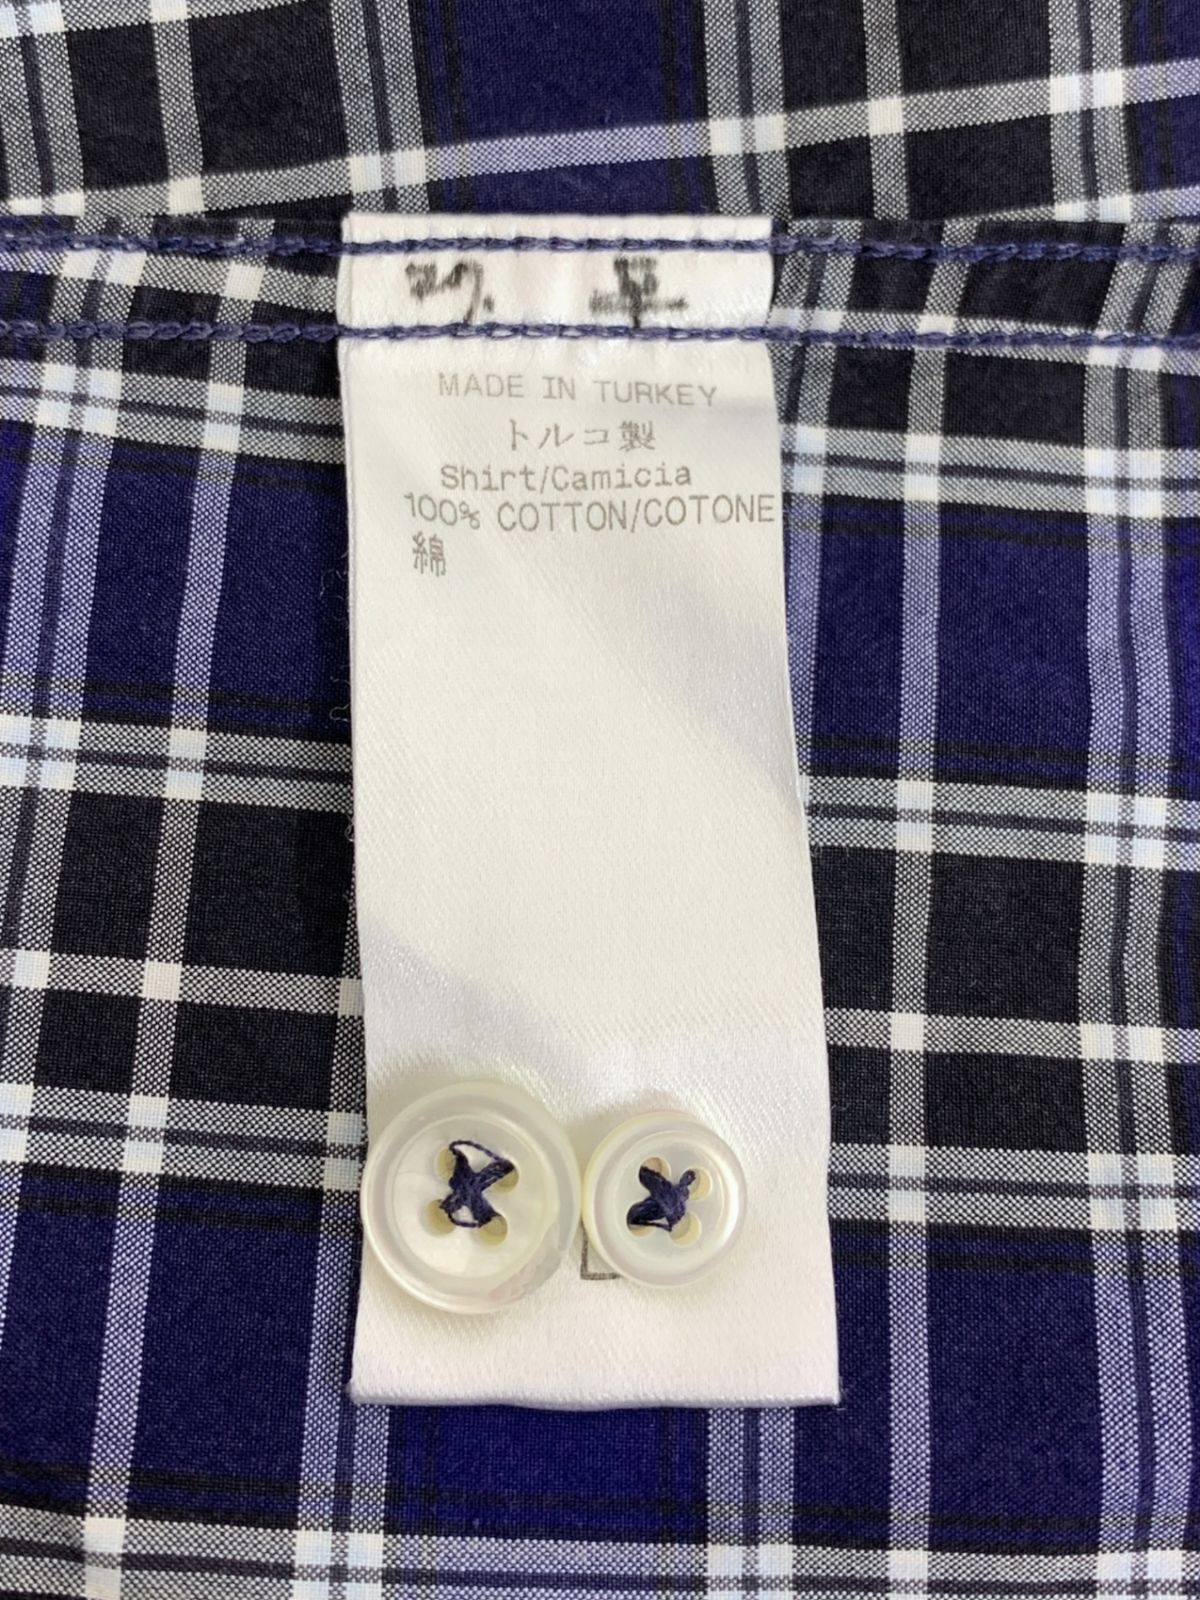 MADE IN TURKEY
トルコ製
Shirt/Camicia
100% COTTON/COTONE
綿